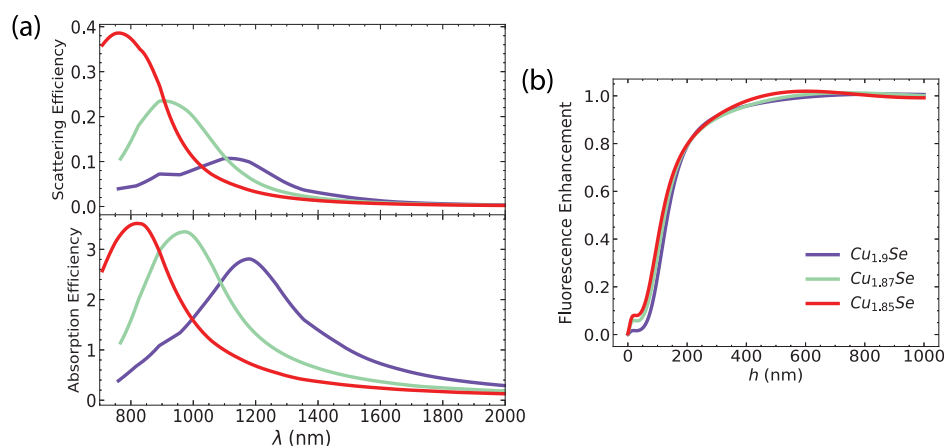 (a)
Scattering Efficiency
0.4
0.3
0.2
0.1
0.0
Absorption Efficiency
3
2
1
0
800 1000 1200 1400 1600 1800 2000
λ (nm)
(b)
Fluorescence Enhancement
1.0
0.8
0.6
0.4
0.2
0.0
Cu1.9Se
Cu1.87Se
Cu1.85Se
0 200 400 600 800 1000
h (nm)